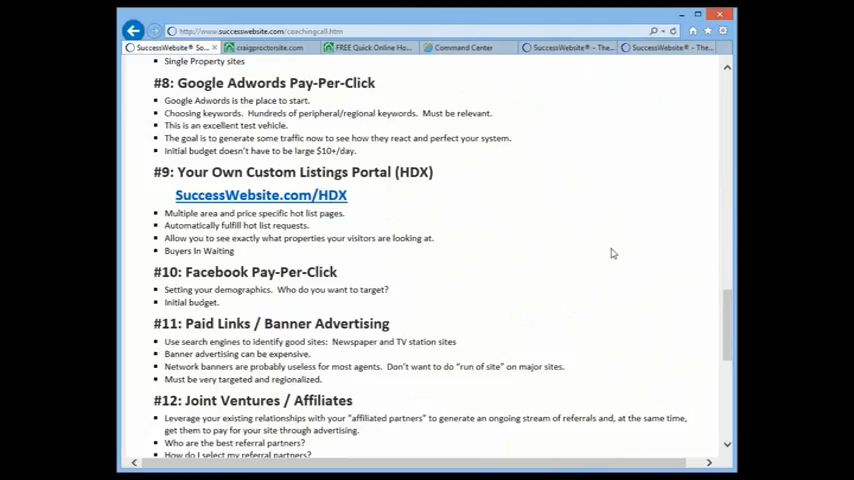 http://www.successwebsite.com/coachingcall.htm
SuccessWebsite® So...
craigproctorsite.com
FREE Quick Online Ho...
Command Center
SuccessWebsite® - The...
SuccessWebsite® - The...
Single Property sites
#8: Google Adwords Pay-Per-Click
Google Adwords is the place to start.
Choosing keywords. Hundreds of peripheral/regional keywords. Must be relevant.
This is an excellent test vehicle.
The goal is to generate some traffic now to see how they react and perfect your system.
Initial budget doesn't have to be large $10+/day.
#9: Your Own Custom Listings Portal (HDX)
SuccessWebsite.com/HDX
Multiple area and price specific hot list pages.
Automatically fulfill hot list requests.
Allow you to see exactly what properties your visitors are looking at.
Buyers In Waiting
#10: Facebook Pay-Per-Click
Setting your demographics. Who do you want to target?
Initial budget.
#11: Paid Links / Banner Advertising
Use search engines to identify good sites: Newspaper and TV station sites
Banner advertising can be expensive.
Network banners are probably useless for most agents. Don't want to do "run of site" on major sites.
Must be very targeted and regionalized.
#12: Joint Ventures / Affiliates
Leverage your existing relationships with your "affiliated partners" to generate an ongoing stream of referrals and, at the same time,
get them to pay for your site through advertising.
Who are the best referral partners?
How do I select my referral partners?